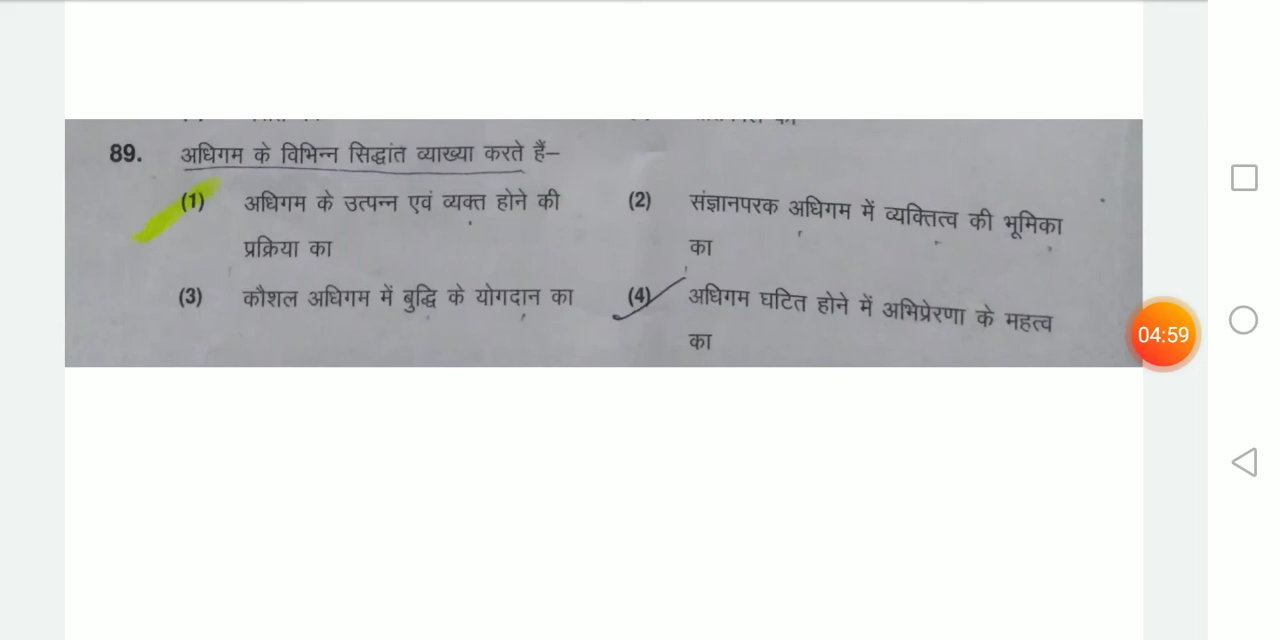 89. अधिगम के विभिन्न सिद्धांत व्याख्या करते हैं–
(1) अधिगम के उत्पन्न एवं व्यक्त होने की
प्रक्रिया का
(2) संज्ञानपरक अधिगम में व्यक्तित्व की भूमिका
का
(3) कौशल अधिगम में बुद्धि के योगदान का
(4) अधिगम घटित होने में अभिप्रेरणा के महत्व
का
04:59